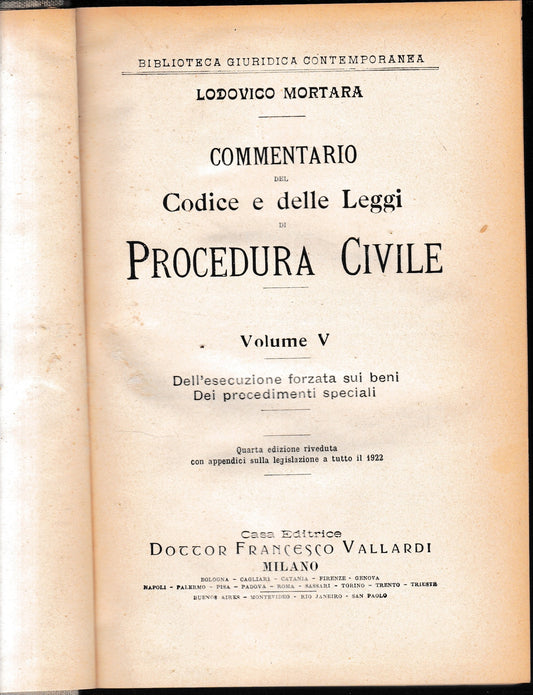 BIBLIOTECA GIURIDICA CONTEMPORANEA
LODOVICO MORTARA
COMMENTARIO
DEL
Codice e delle Leggi
DI
PROCEDURA CIVILE
Volume V
Dell'esecuzione forzata sui beni
Dei procedimenti speciali
Quarta edizione riveduta
con appendici sulla legislazione a tutto il 1922
Casa Editrice
DOTTOR FRANCESCO VALLARDI
MILANO
BOLOGNA - CAGLIARI - CATANIA - FIRENZE - GENOVA
NAPOLI - PALERMO - PISA - PADOVA - ROMA - SASSARI - TORINO - TRENTO - TRIESTE
BUENOS AIRES - MONTEVIDEO - RIO JANEIRO - SAN PAOLO